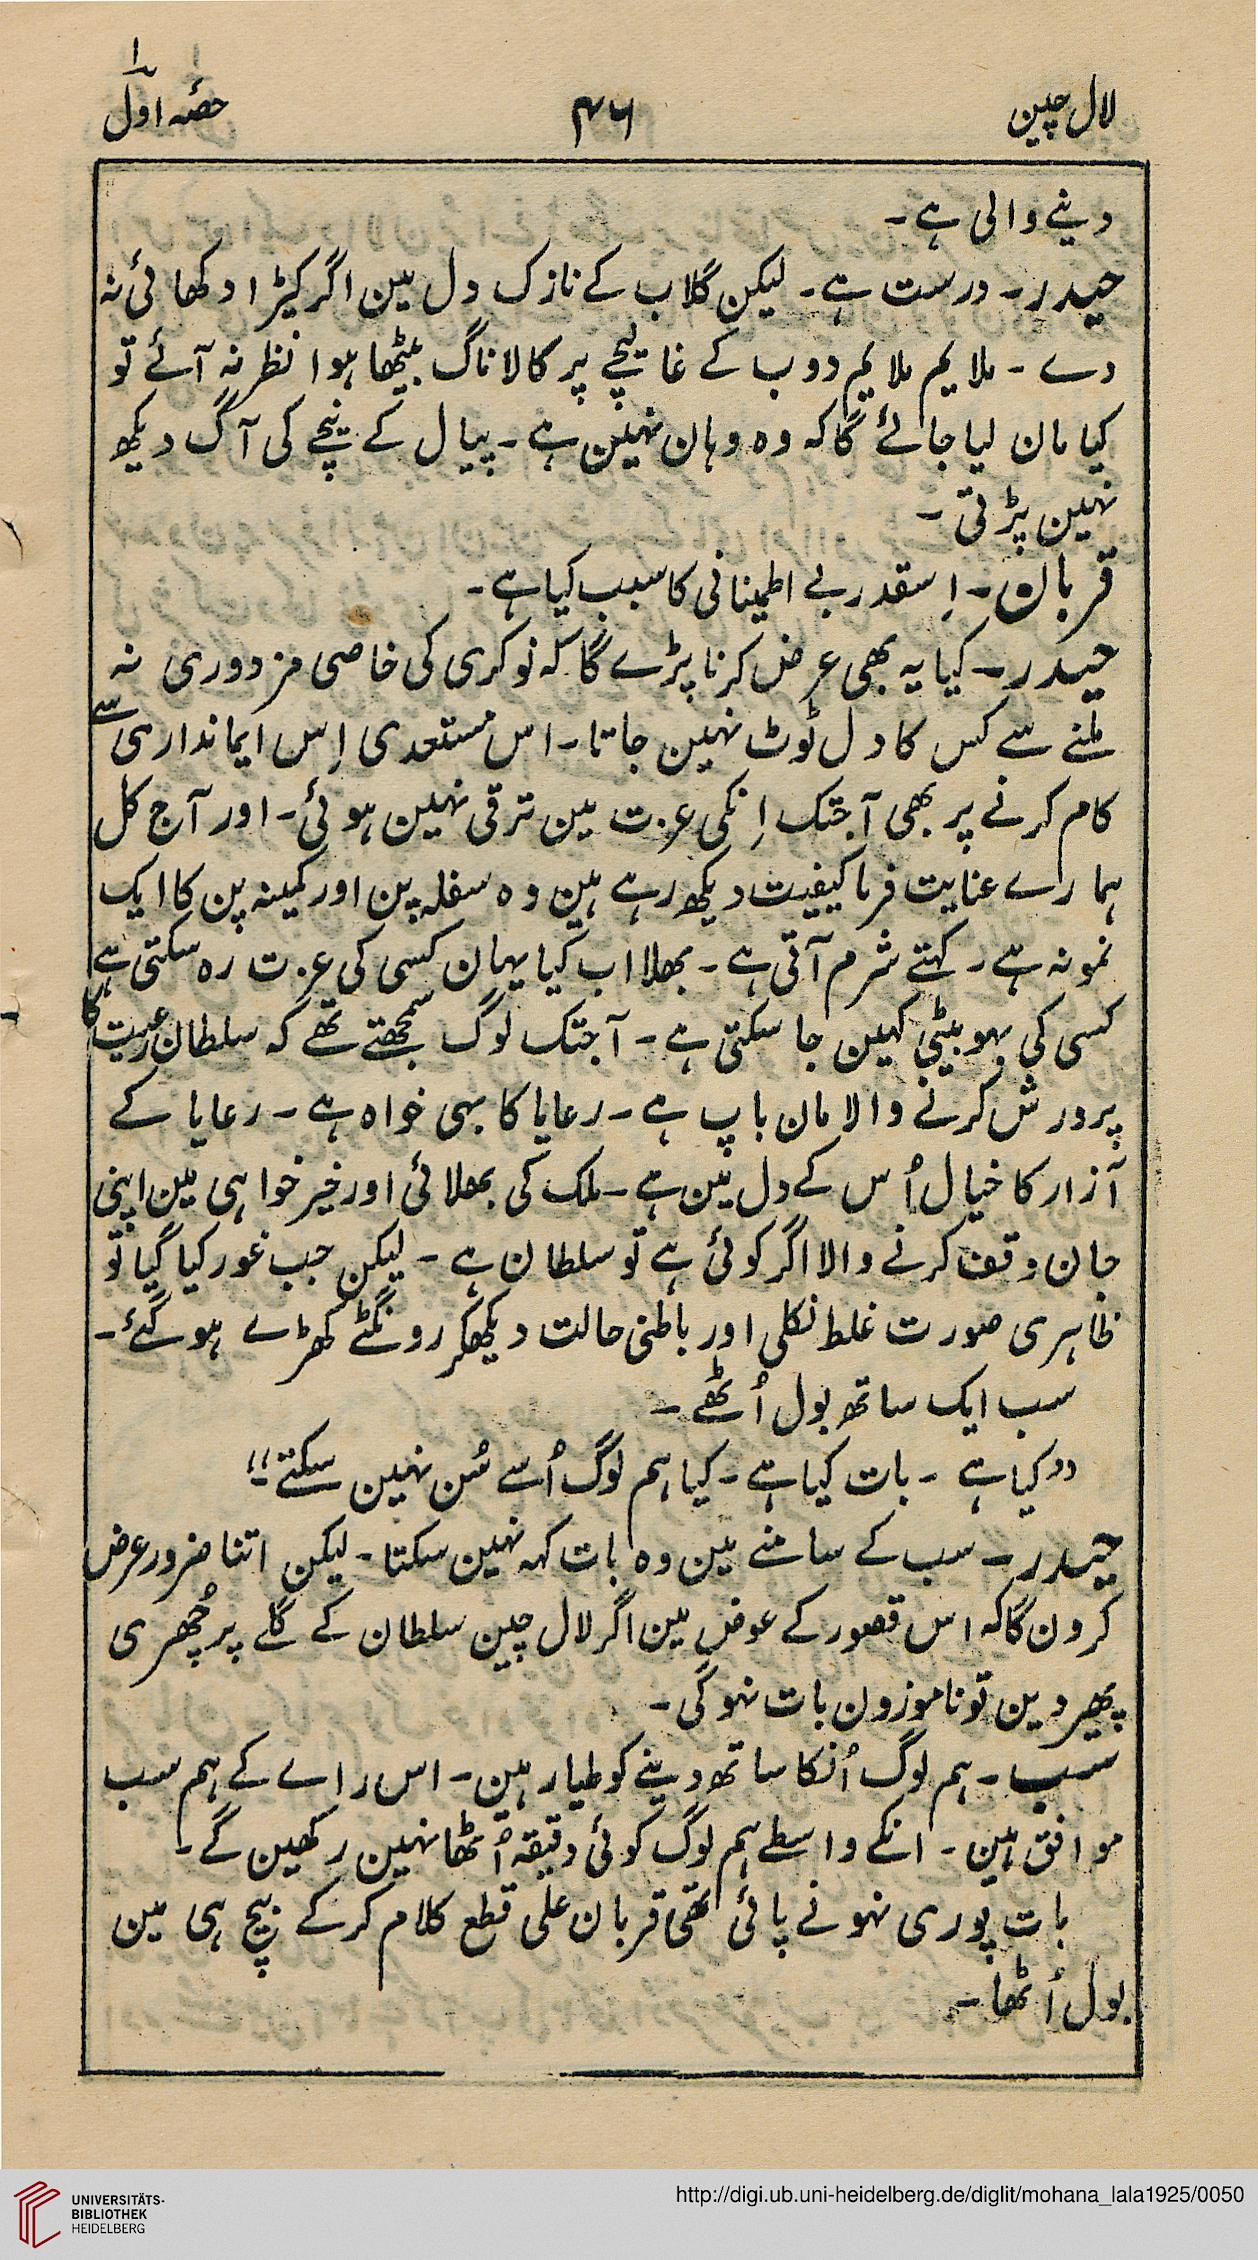 لال چین ۴۶ حصّہ اوّل
دینے والی ہے۔
حیدر۔ درست ہے۔ لیکن گلاب کے نازک دل مین اگر کیڑا دکھائی نہ
دے۔ ملایم ملایم دوب کے غالیچے پر کالا ناگ بیٹھا ہوا نظر نہ آئے تو
کیا مان لیا جائے گا کہ وہ وہان نہین ہے۔ پیال کے نیچے کی آگ دیکھ
نہین پڑتی۔
قربان۔ اِسقدر بے اطمینانی کا سبب کیا ہے۔
حیدر۔ کیا یہ بھی عرض کرنا پڑے گا کہ نوکری کی خاصی مزدوری نہ
ملنے سے کس کا دل ٹوٹ نہین جاتا۔ اس مستعدی اِس ایمانداری سے
کام کرنے پر بھی آجتک اِنکی عزت مین ترقی نہین ہوئی۔ اور آج کل
ہمارے عنایت فرما کیفیت دیکھ رہے ہین وہ سفلہ پن اور کمینہ پن کا ایک
نمونہ ہے۔ کہتے شرم آتی ہے۔ بھلا اب کیا یہان کسی کی عزت رہ سکتی ہے
کسی کی بہو بیٹی کہین جا سکتی ہے۔ آجتک لوگ سمجھتے تھے کہ سلطان رعیت کا
پرورش کرنے والا مان باپ ہے۔ رعایا کا بہی خواہ ہے۔ رعایا کے
آزار کا خیال اُس کے دل مین ہے۔ ملک کی بھلائی اور خیر خواہی مین اپنی
جان وقف کرنے والا اگر کوئی ہے تو سلطان ہے۔ لیکن جب غور کیا گیا تو
ظاہری صورت غلط نکلی اور باطنی حالت دیکھکر رونگٹے کھڑے ہوگئے۔
سب ایک ساتھ بول اُٹھے۔
”کیا ہے۔ بات کیا ہے۔ کیا ہم لوگ اُسے سُن نہین سکتے۔“
حیدر۔ سب کے سامنے مین وہ بات کہہ نہین سکتا۔ لیکن اتنا ضرور عرض
کرون گا کہ اس قصور کے عوض مین اگر لال چین سلطان کے گلے پر چُھری
پھیر دین تو ناموزون بات نہوگی۔
سب۔ ہم لوگ اُنکا ساتھ دینے کو طیار ہین۔ اس راے کے ہم سب
موافق ہین۔ انکے واسطے ہم لوگ کوئی دقیقہ اُٹھا نہین رکھین گے۔
بات پوری نہونے پائی تھی قربان علی قطع کلام کرکے بیچ ہی مین
بول اُٹھا۔
UNIVERSITÄTS-
BIBLIOTHEK
HEIDELBERG
http://digi.ub.uni-heidelberg.de/diglit/mohana_lala1925/0050